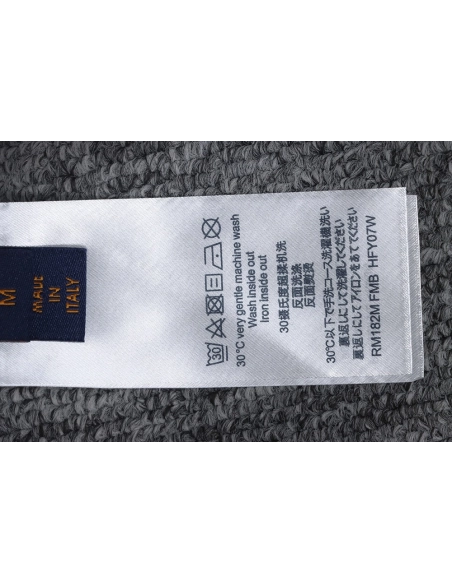 M
MADE
IN
ITALY
30
30℃ very gentle machine wash
Wash inside out
Iron inside out
30摄氏度超揉机洗
反面洗涤
反面熨烫
30℃以下で手洗コース洗濯機洗い
裏返しにして洗濯してください
裏返しにしてアイロンをあててください
RM182M FMB HFY07W